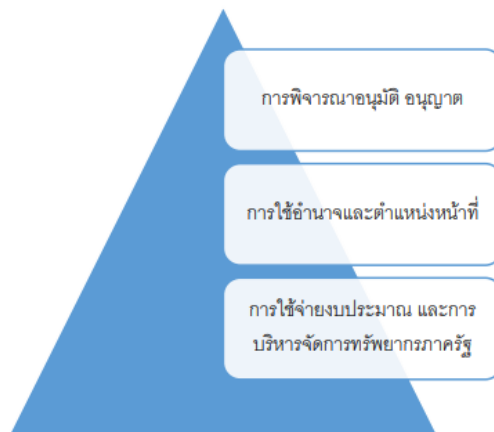 การพิจารณาอนุมัติ อนุญาต
การใช้อำนาจและตำแหน่งหน้าที่
การใช้จ่ายงบประมาณ และการ
บริหารจัดการทรัพยากรภาครัฐ